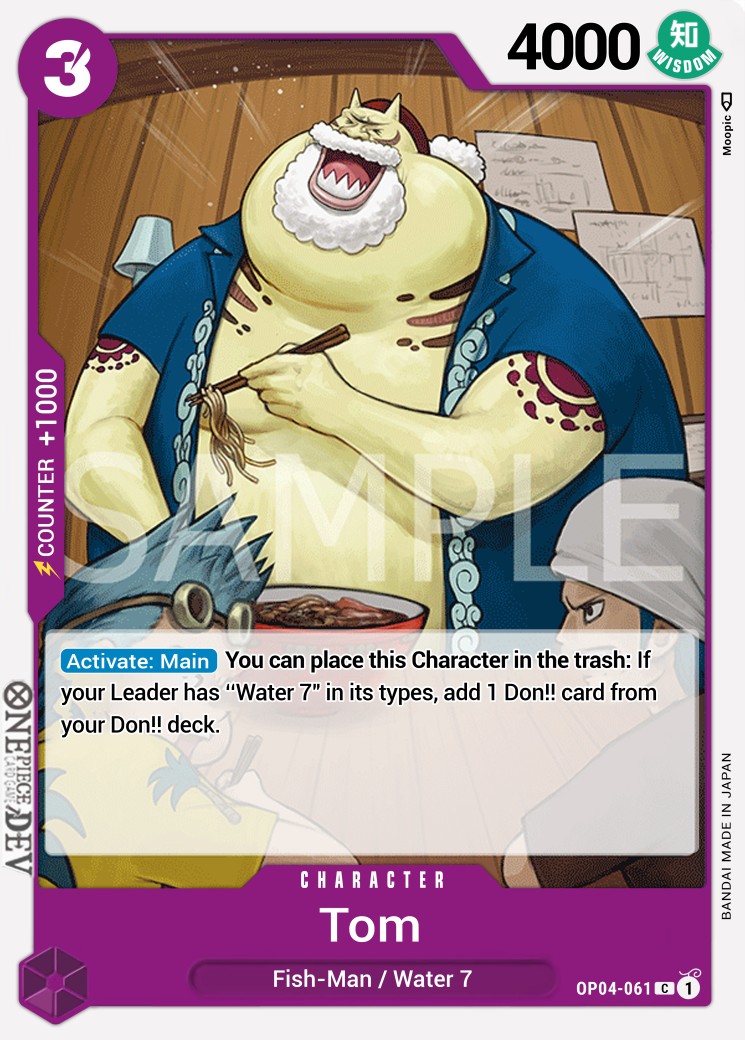 3
4000
知
WISDOM
Moopic
COUNTER +1000
SAMPLE
Activate: Main You can place this Character in the trash: If
your Leader has “Water 7” in its types, add 1 Don!! card from
your Don!! deck.
ONE PIECE
CARD GAME
/DEV
BANDAI MADE IN JAPAN
CHARACTER
Tom
Fish-Man / Water 7
OP04-061 C 1